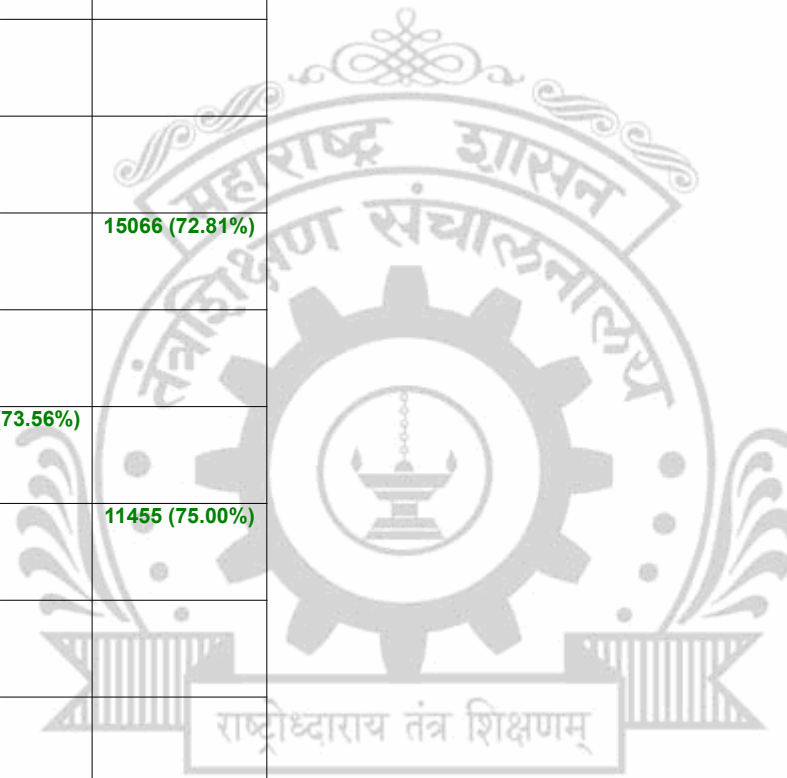 महाराष्ट्र शासन
तंत्रशिक्षण संचालनालय
15066 (72.81%)
73.56%)
11455 (75.00%)
राष्ट्रोध्दाराय तंत्र शिक्षणम्